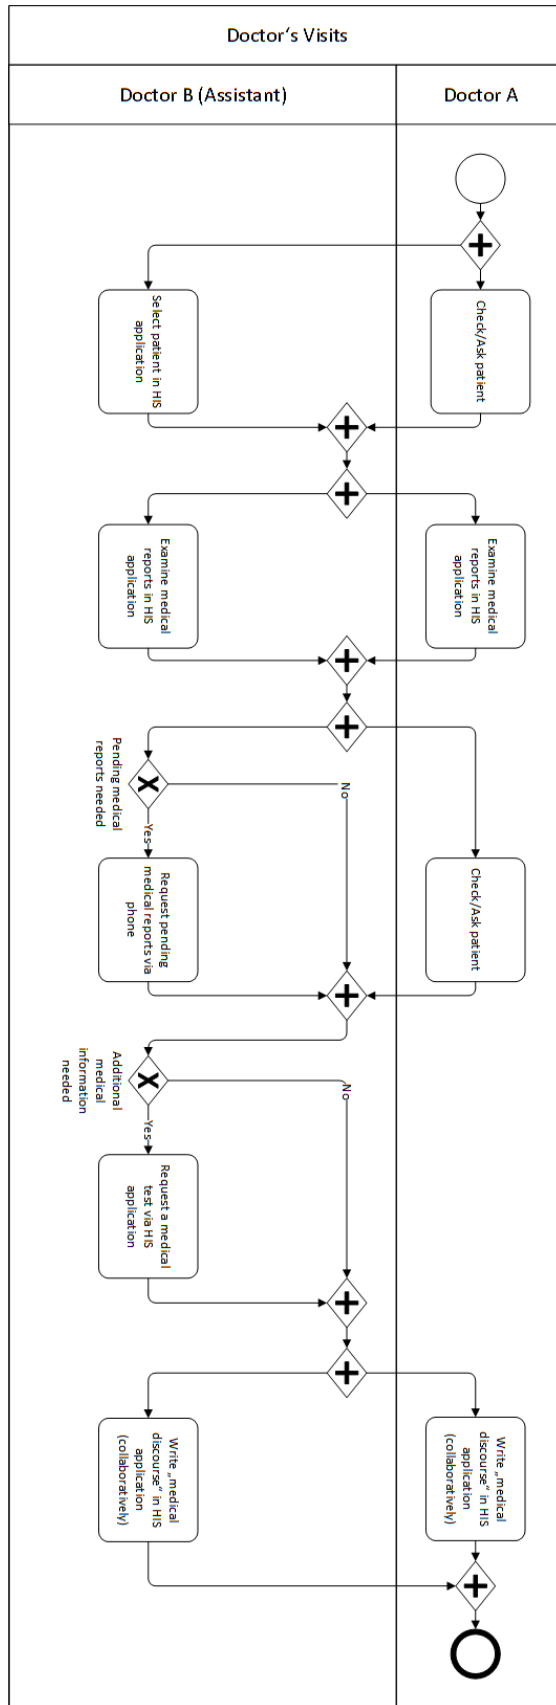 Doctor's Visits
Doctor B (Assistant)
Doctor A
Select patient in HIS
application
Check/Ask patient
Examine medical
reports in HIS
application
Examine medical
reports in HIS
application
Pending medical
reports needed
No
Yes
Request pending
medical reports via
phone
Check/Ask patient
Additional
medical
information
needed
No
Yes
Request a medical
test via HIS
application
Write „medical
discourse“ in HIS
application
(collaboratively)
Write „medical
discourse“ in HIS
application
(collaboratively)